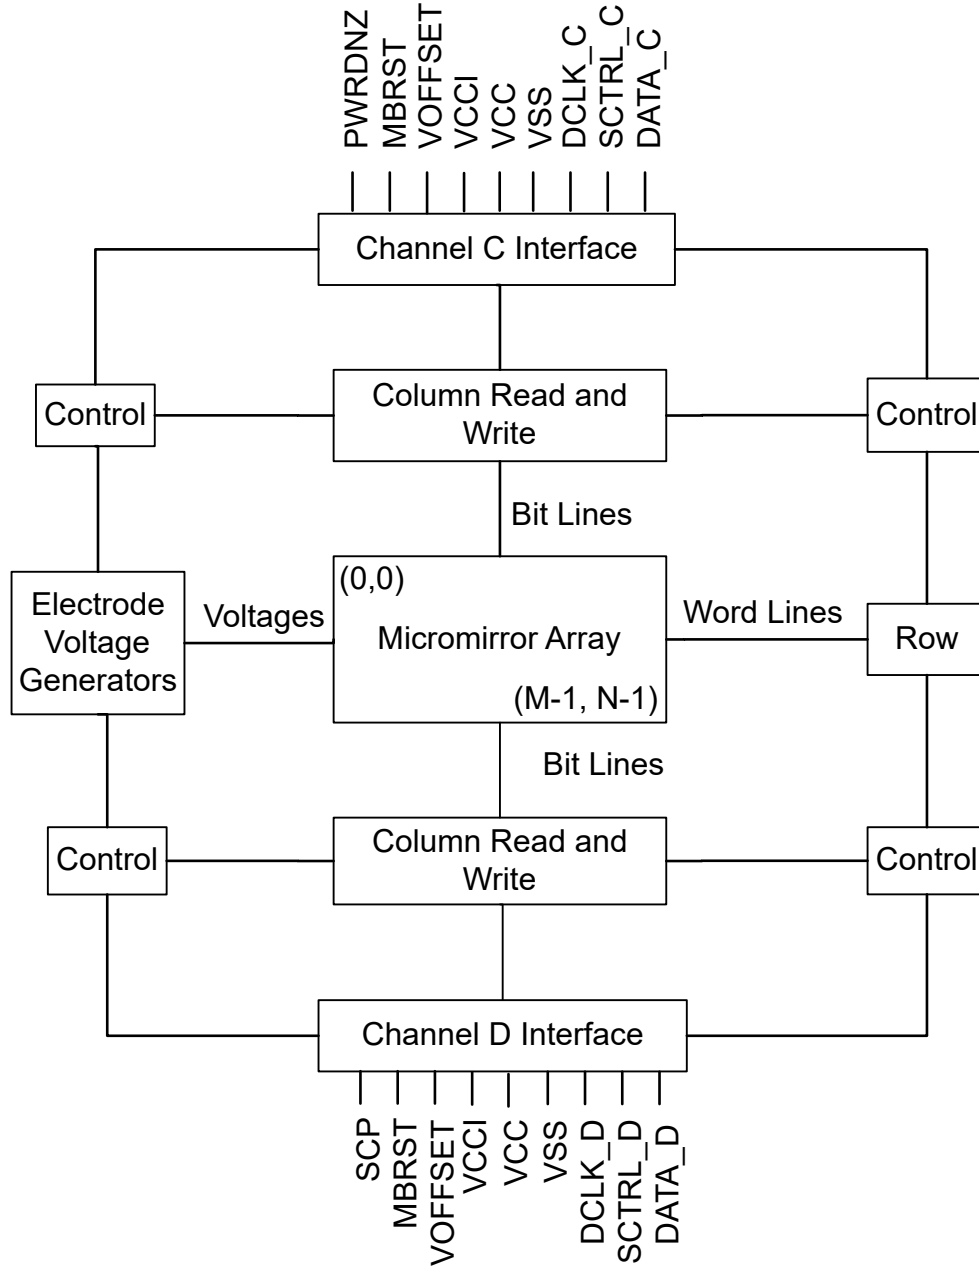 PWRDNZ
MBRST
VOFFSET
VCCI
VCC
VSS
DCLK_C
SCTRL_C
DATA_C
Channel C Interface
Control
Column Read and
Write
Control
Bit Lines
Electrode
Voltage
Generators
Voltages
(0,0)
Micromirror Array
(M-1, N-1)
Word Lines
Row
Bit Lines
Control
Column Read and
Write
Control
Channel D Interface
SCP
MBRST
VOFFSET
VCCI
VCC
VSS
DCLK_D
SCTRL_D
DATA_D